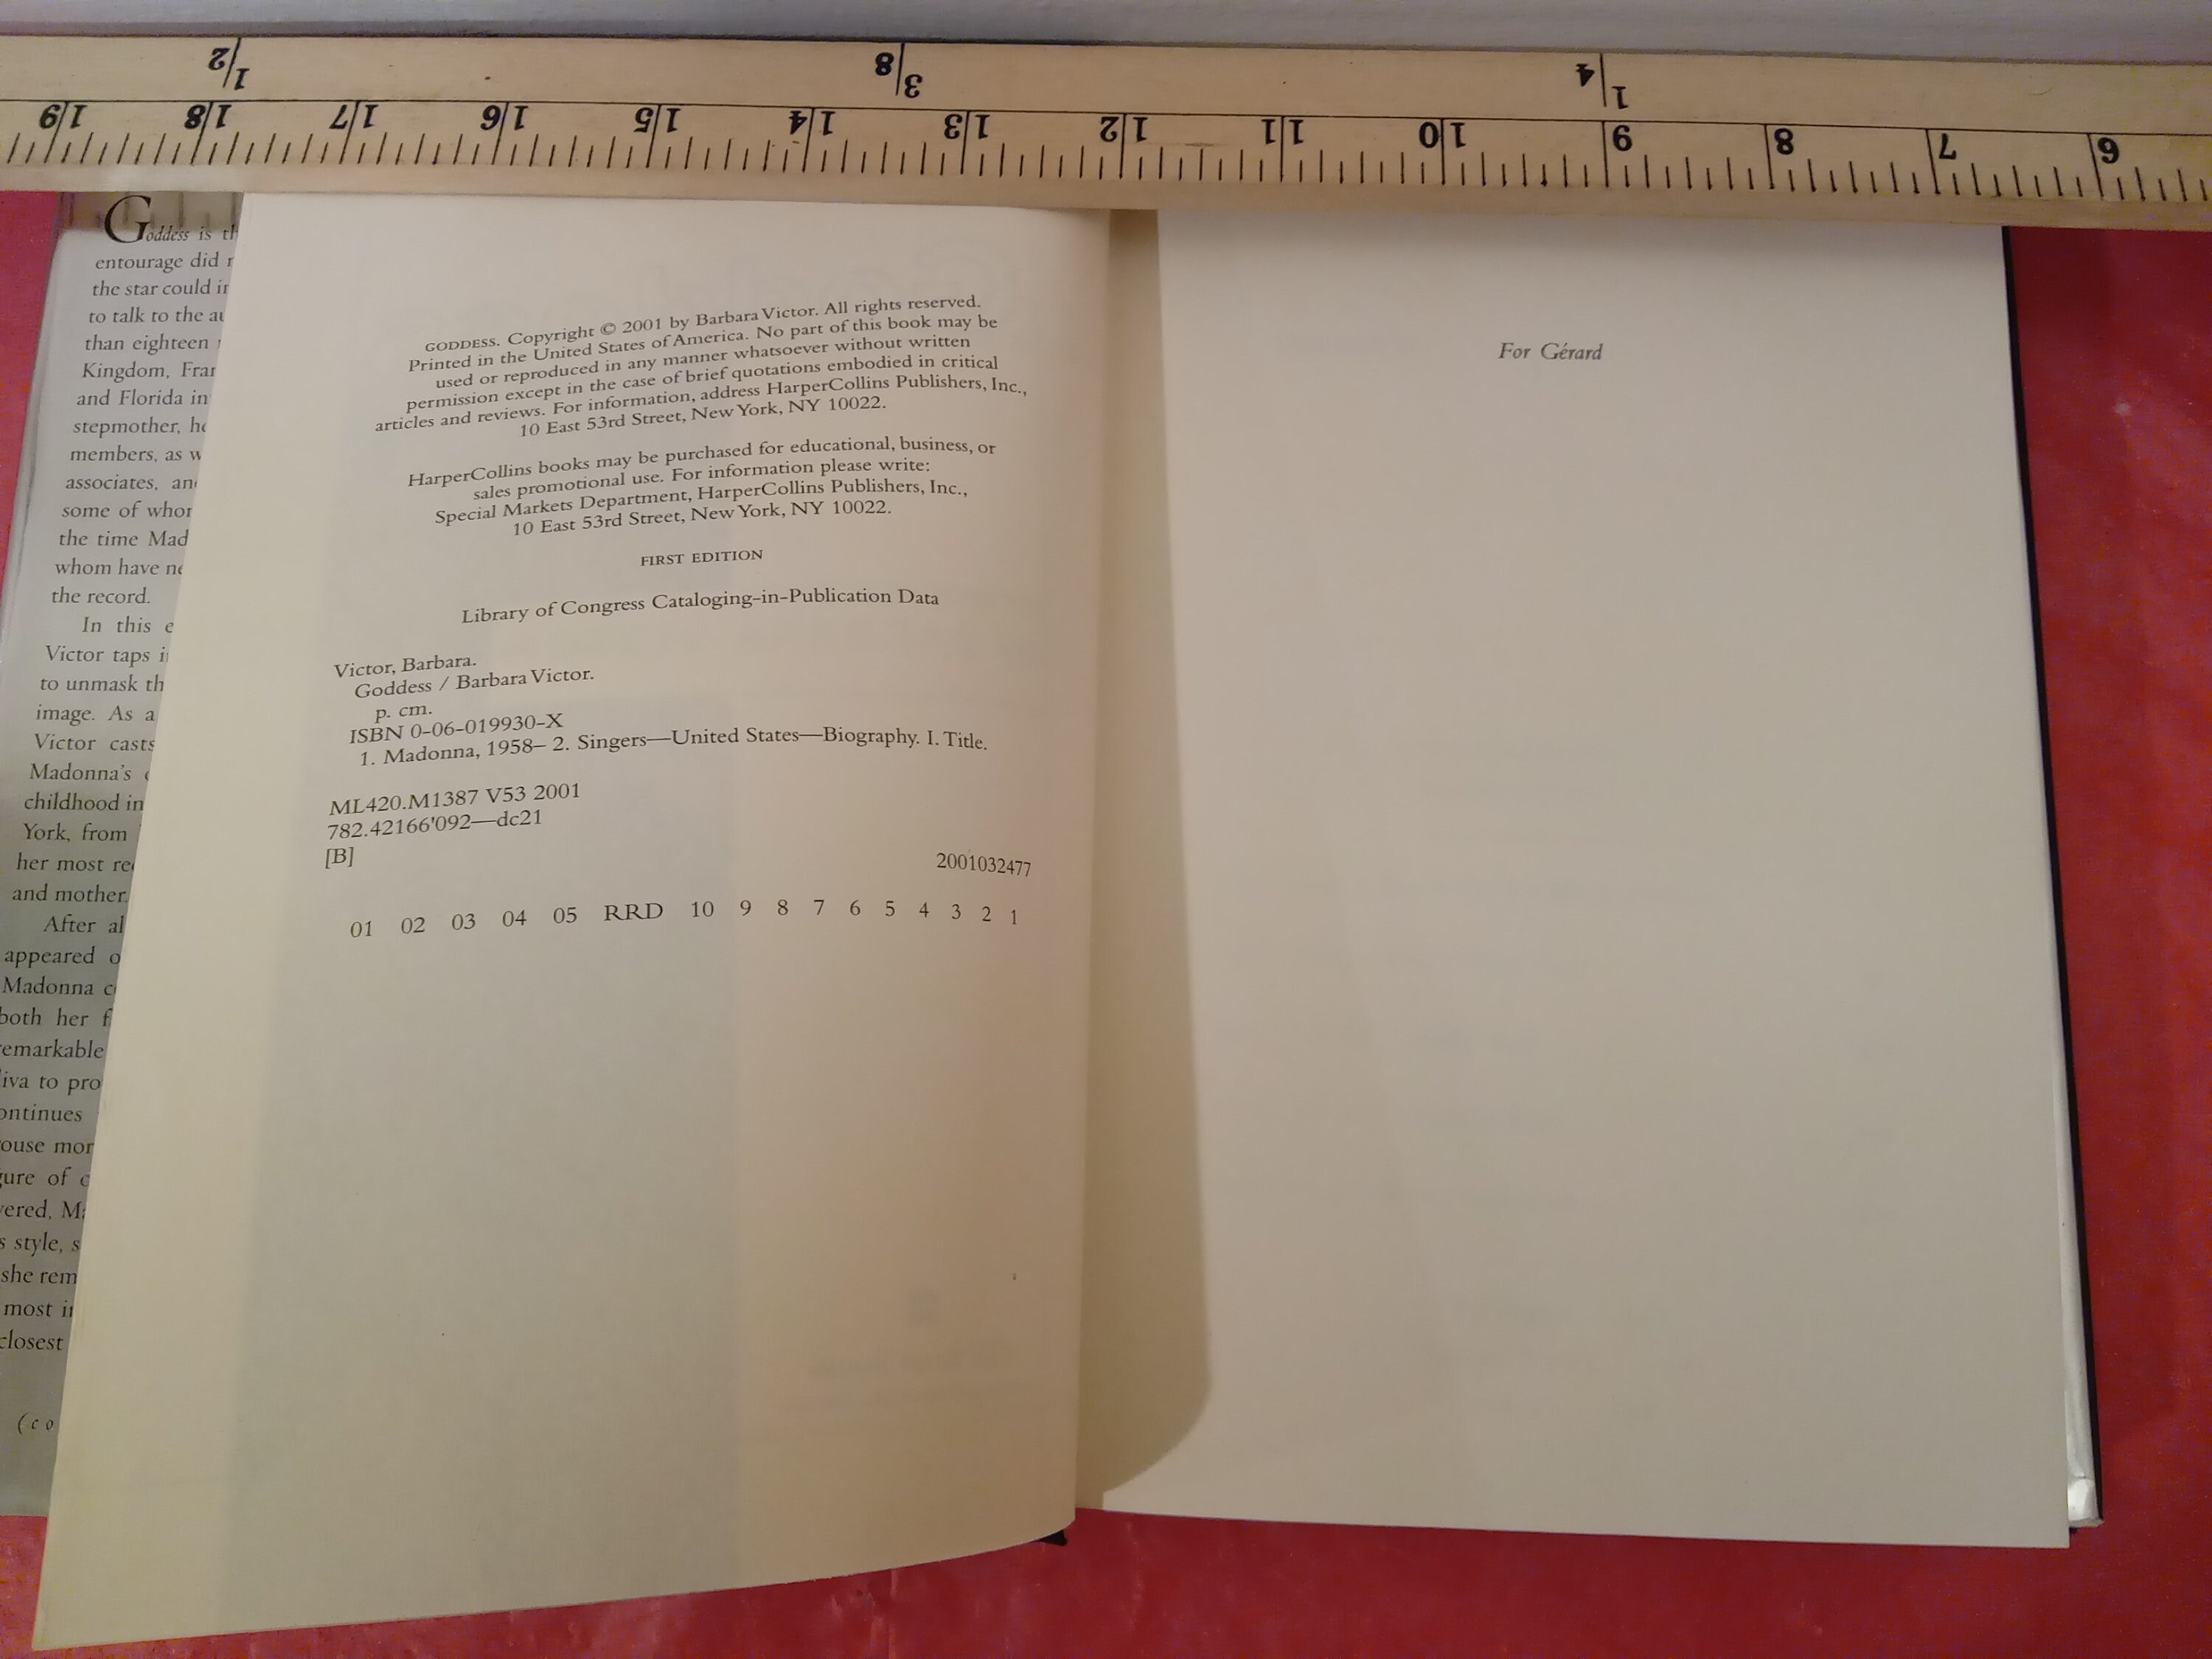 1/2
3/8
1/4
19 18 17 16 15 14 13 12 11 10 9 8 7 6
Goddess is
entourage did
the star could
to talk to the
than eighteen
Kingdom,
and Florida in
stepmother,
members, as
associates,
some of
the time
whom have
the record.
In this
Victor taps
to unmask
image. As a
Victor casts
Madonna's
childhood in
York, from
her most
and mother.
After
appeared
Madonna
both her
remarkable
to pro
continues
of
style,
she
most
closest
GODDESS. Copyright © 2001 by Barbara Victor. All rights reserved.
Printed in the United States of America. No part of this book may be
used or reproduced in any manner whatsoever without written
permission except in the case of brief quotations embodied in critical
articles and reviews. For information, address HarperCollins Publishers, Inc.,
10 East 53rd Street, New York, NY 10022.
HarperCollins books may be purchased for educational, business, or
sales promotional use. For information please write:
Special Markets Department, HarperCollins Publishers, Inc.,
10 East 53rd Street, New York, NY 10022.
FIRST EDITION
Library of Congress Cataloging-in-Publication Data
Victor, Barbara.
Goddess / Barbara Victor.
p. cm.
ISBN 0-06-019930-X
1. Madonna, 1958– 2. Singers—United States—Biography. I. Title.
ML420.M1387 V53 2001
782.42166'092—dc21
[B]
2001032477
01 02 03 04 05 RRD 10 9 8 7 6 5 4 3 2 1
For Gérard